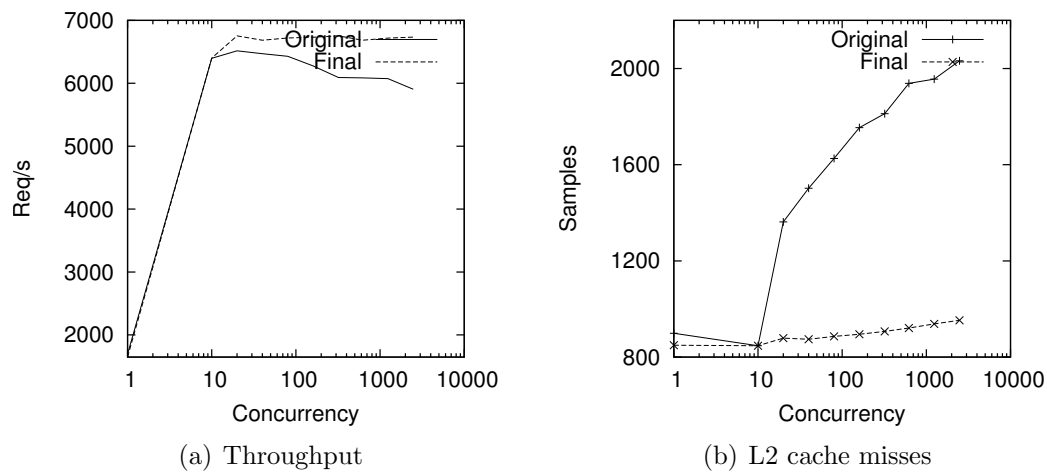 7000
6000
5000
4000
3000
2000
Req/s
Original
Final
1 10 100 1000 10000
Concurrency
(a) Throughput
2000
1600
1200
800
Samples
Original
Final
1 10 100 1000 10000
Concurrency
(b) L2 cache misses